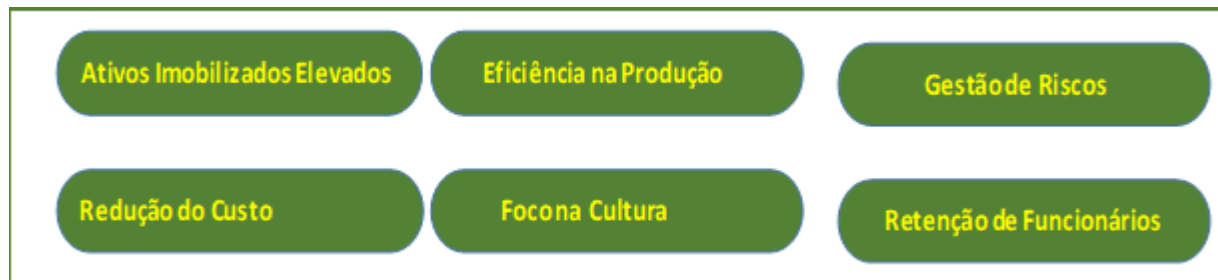 Ativos Imobilizados Elevados
Eficiência na Produção
Gestão de Riscos
Redução do Custo
Foco na Cultura
Retenção de Funcionários